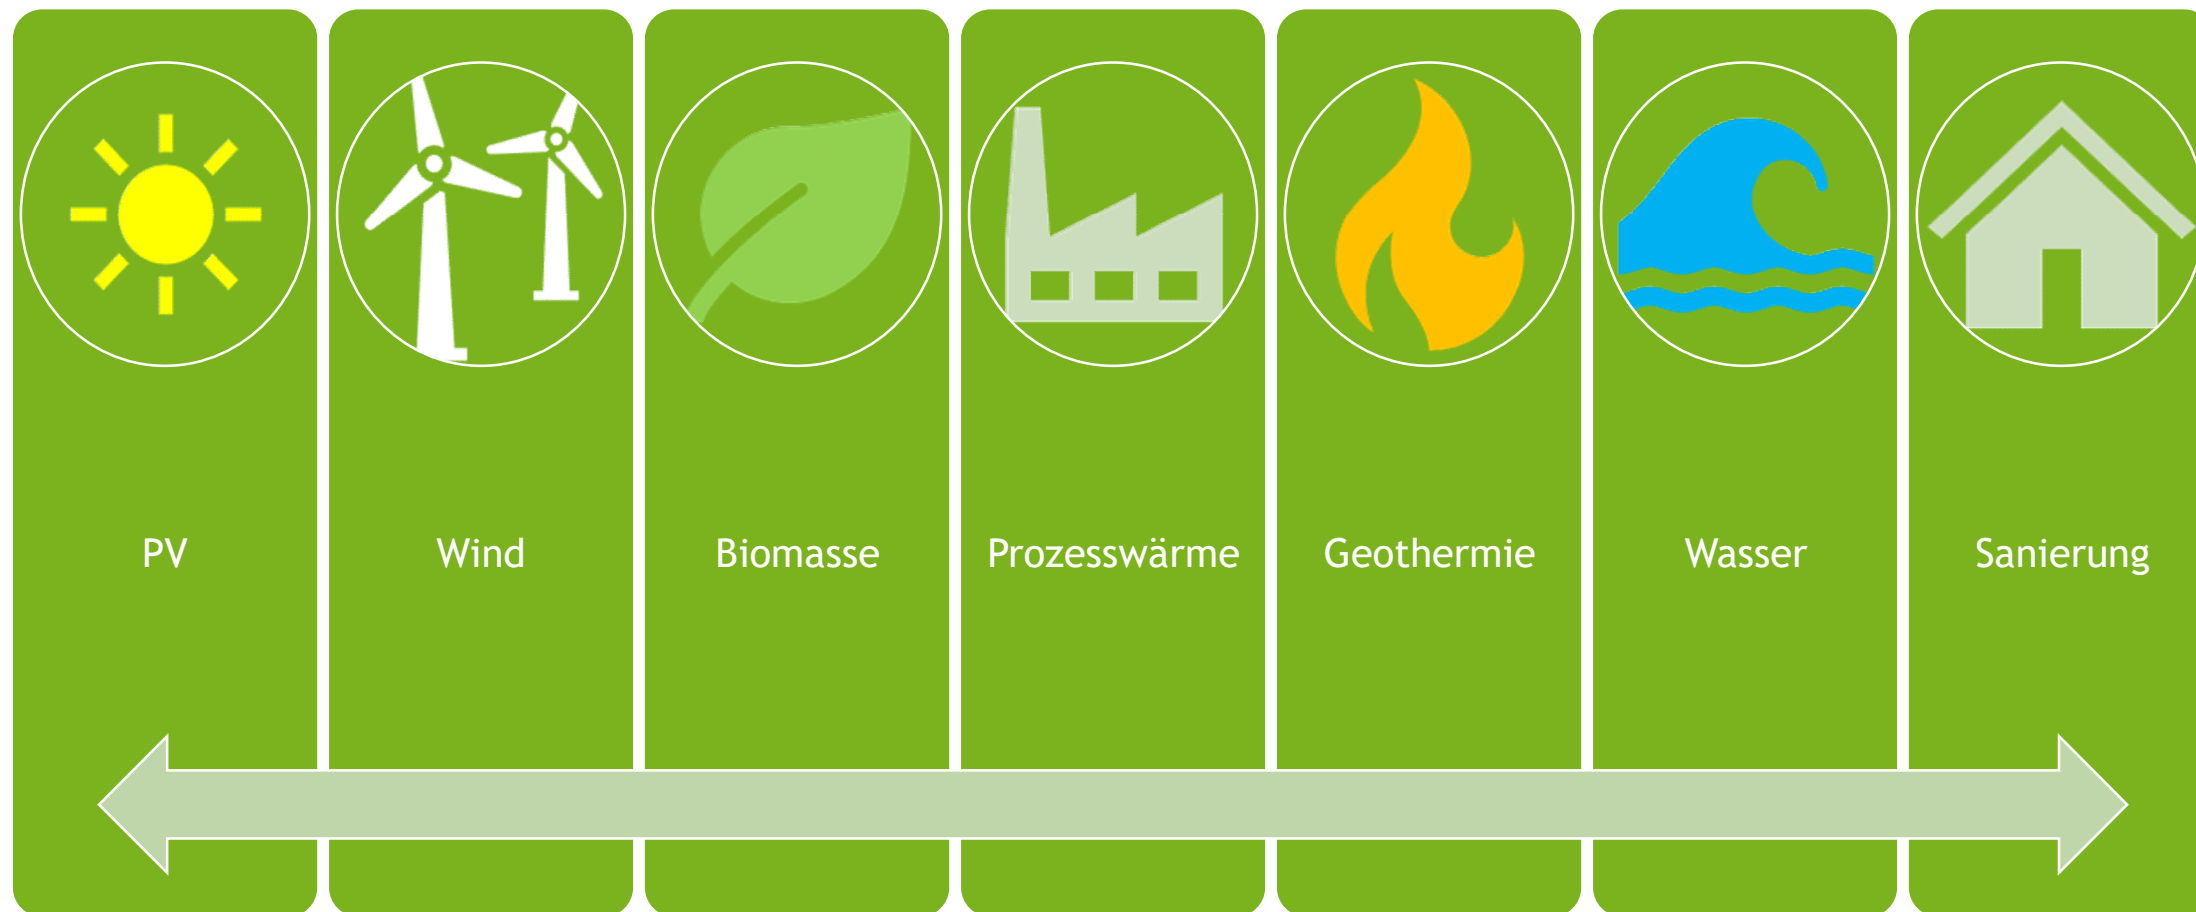 PV
Wind
Biomasse
Prozesswärme
Geothermie
Wasser
Sanierung